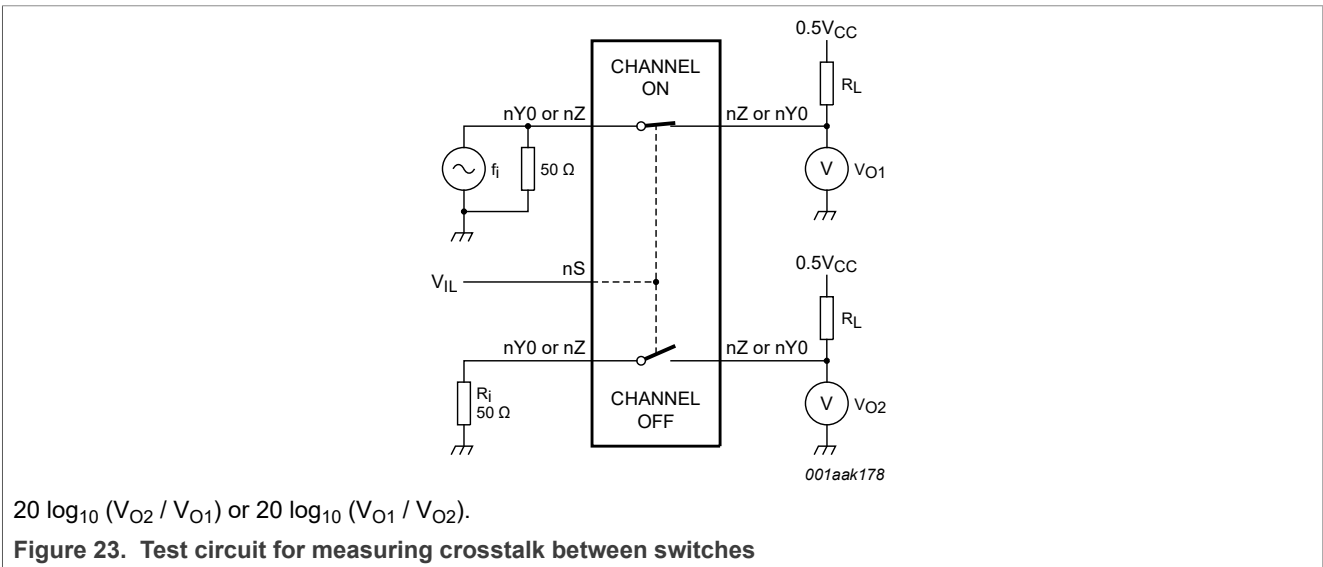 0.5VCC
CHANNEL
ON
RL
nY0 or nZ
nZ or nY0
fi
50 Ω
V
VO1
nS
VIL
0.5VCC
RL
nY0 or nZ
nZ or nY0
Ri
50 Ω
CHANNEL
OFF
V
VO2
001aak178
20 log10 (VO2 / VO1) or 20 log10 (VO1 / VO2).
Figure 23. Test circuit for measuring crosstalk between switches